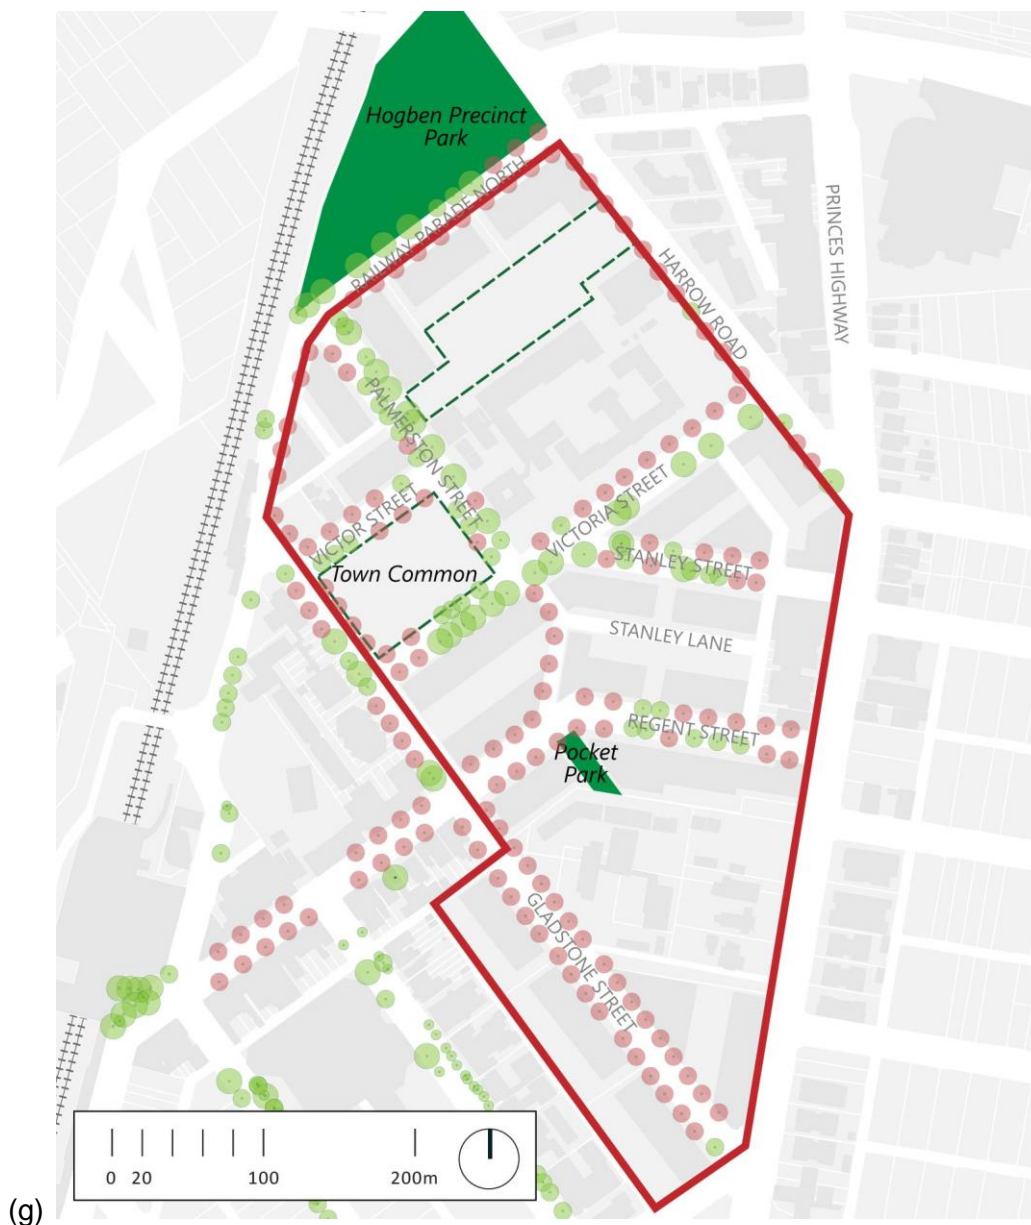 Hogben Precinct
Park
RAILWAY PARADE NORTH
PRINCES HIGHWAY
HARROW ROAD
PALMERSTON STREET
VICTOR STREET
VICTORIA STREET
Town Common
STANLEY STREET
STANLEY LANE
REGENT STREET
Pocket
Park
GLADSTONE STREET
0 20 100 200m
(g)